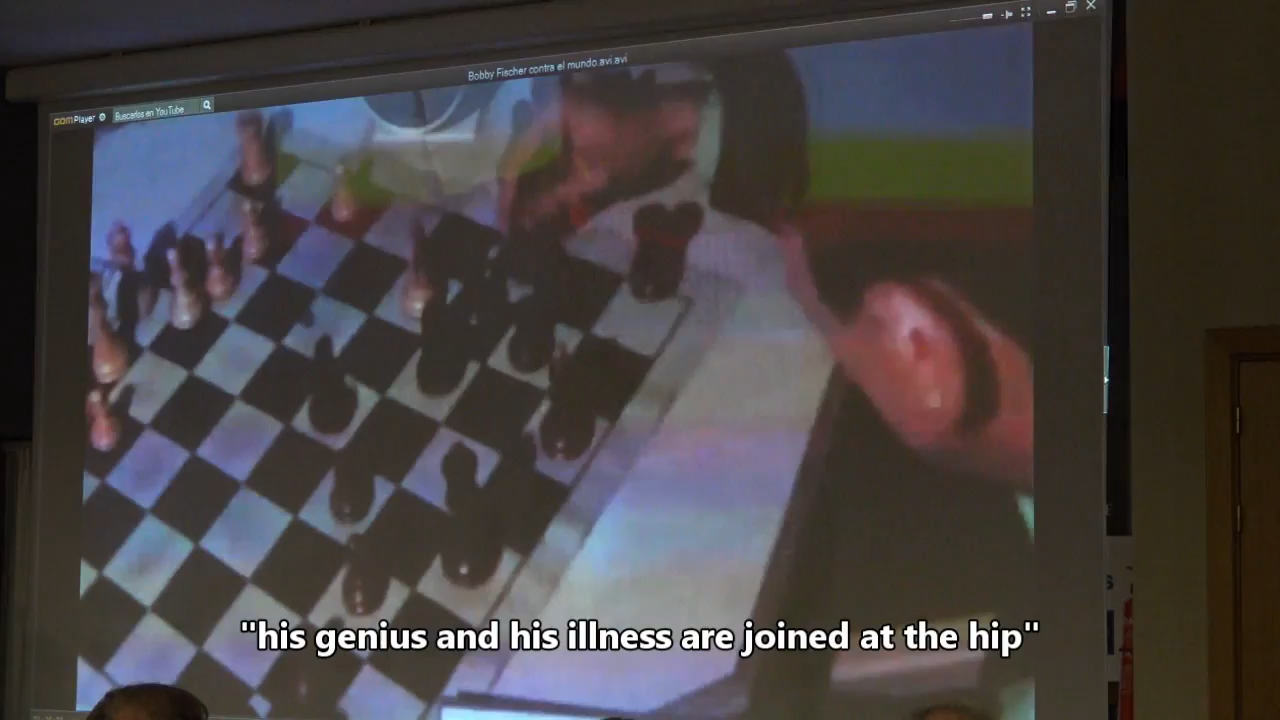 Bobby Fischer contra el mundo.avi.avi
GOM Player
Buscarlos en YouTube
"his genius and his illness are joined at the hip"